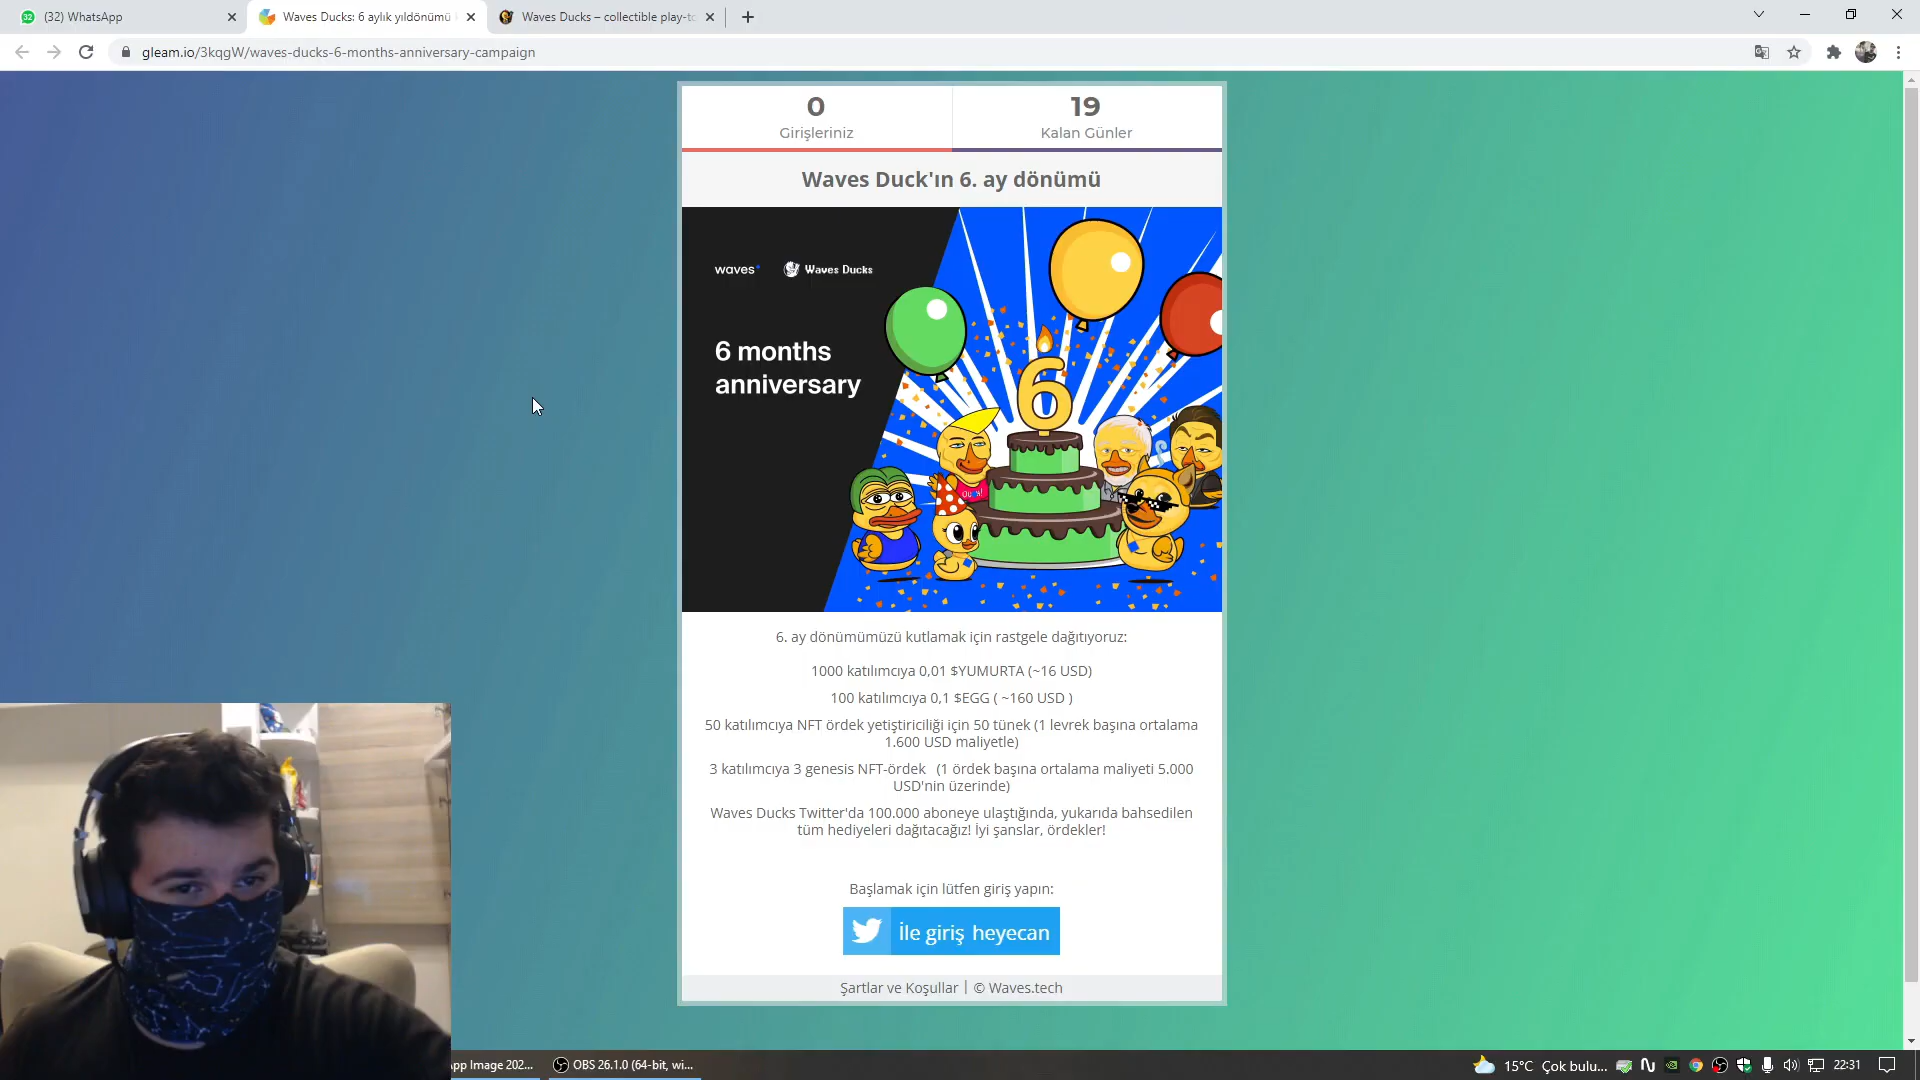 (32) WhatsApp
Waves Ducks: 6 aylık yıldönümü
Waves Ducks – collectible play-to
gleam.io/3kqgW/waves-ducks-6-months-anniversary-campaign
0
Girişleriniz
19
Kalan Günler
Waves Duck'ın 6. ay dönümü
waves
Waves Ducks
6 months
anniversary
6
6. ay dönümümüzü kutlamak için rastgele dağıtıyoruz:
1000 katılımcıya 0,01 $YUMURTA (~16 USD)
100 katılımcıya 0,1 $EGG ( ~160 USD )
50 katılımcıya NFT ördek yetiştiriciliği için 50 tünek (1 levrek başına ortalama
1.600 USD maliyetle)
3 katılımcıya 3 genesis NFT-ördek (1 ördek başına ortalama maliyeti 5.000
USD'nin üzerinde)
Waves Ducks Twitter'da 100.000 aboneye ulaştığında, yukarıda bahsedilen
tüm hediyeleri dağıtacağız! İyi şanslar, ördekler!
Başlamak için lütfen giriş yapın:
İle giriş heyecan
Şartlar ve Koşullar | © Waves.tech
pp Image 202...
OBS 26.1.0 (64-bit, wi...
15°C Çok bulu...
22:31